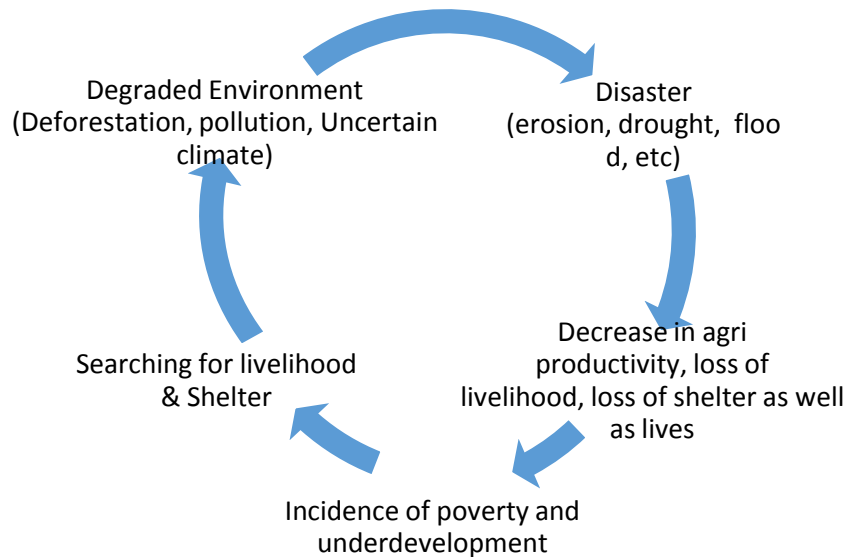 Degraded Environment
(Deforestation, pollution, Uncertain
climate)
Disaster
(erosion, drought, floo
d, etc)
Decrease in agri
productivity, loss of
livelihood, loss of shelter as well
as lives
Incidence of poverty and
underdevelopment
Searching for livelihood
& Shelter